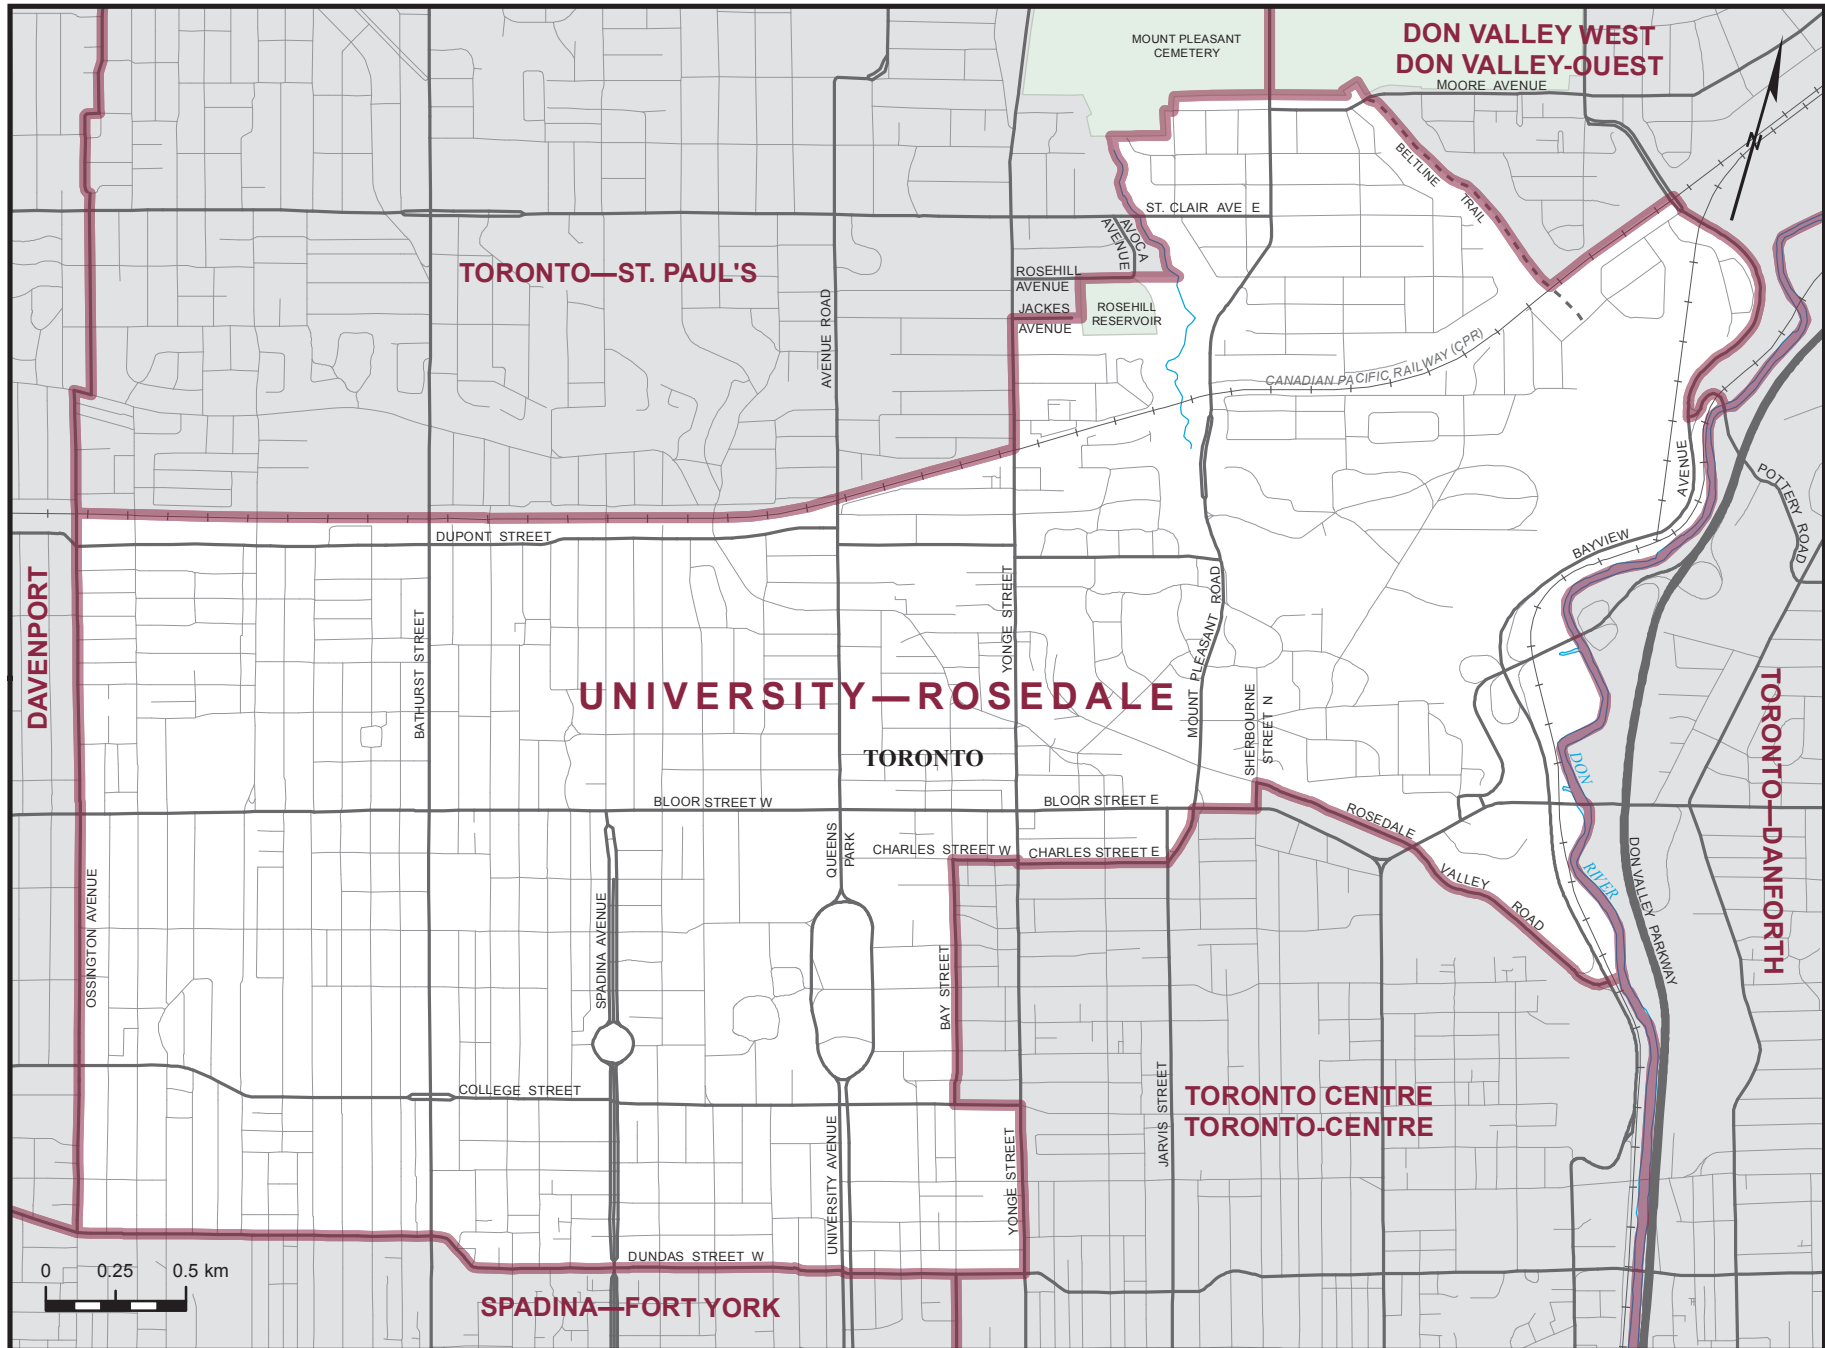 MOUNT PLEASANT
CEMETERY
DON VALLEY WEST
DON VALLEY-OUEST
MOORE AVENUE
N
BELTLINE
TRAIL
ST. CLAIR AVE E
AVOCA
AVENUE
TORONTO—ST. PAUL'S
ROSEHILL
AVENUE
JACKES
AVENUE
ROSEHILL
RESERVOIR
AVENUE ROAD
CANADIAN PACIFIC RAILWAY (CPR)
AVENUE
BAYVIEW
POTTERY ROAD
DUPONT STREET
DAVENPORT
BATHURST STREET
YONGE STREET
MOUNT PLEASANT ROAD
UNIVERSITY—ROSEDALE
TORONTO
SHERBOURNE
STREET N
TORONTO—DANFORTH
DON
RIVER
BLOOR STREET W
BLOOR STREET E
ROSEDALE
VALLEY
ROAD
QUEENS
PARK
CHARLES STREET W
CHARLES STREET E
DON VALLEY PARKWAY
OSSINGTON AVENUE
SPADINA AVENUE
BAY STREET
COLLEGE STREET
JARVIS STREET
TORONTO CENTRE
TORONTO-CENTRE
UNIVERSITY AVENUE
YONGE STREET
DUNDAS STREET W
0 0.25 0.5 km
SPADINA—FORT YORK